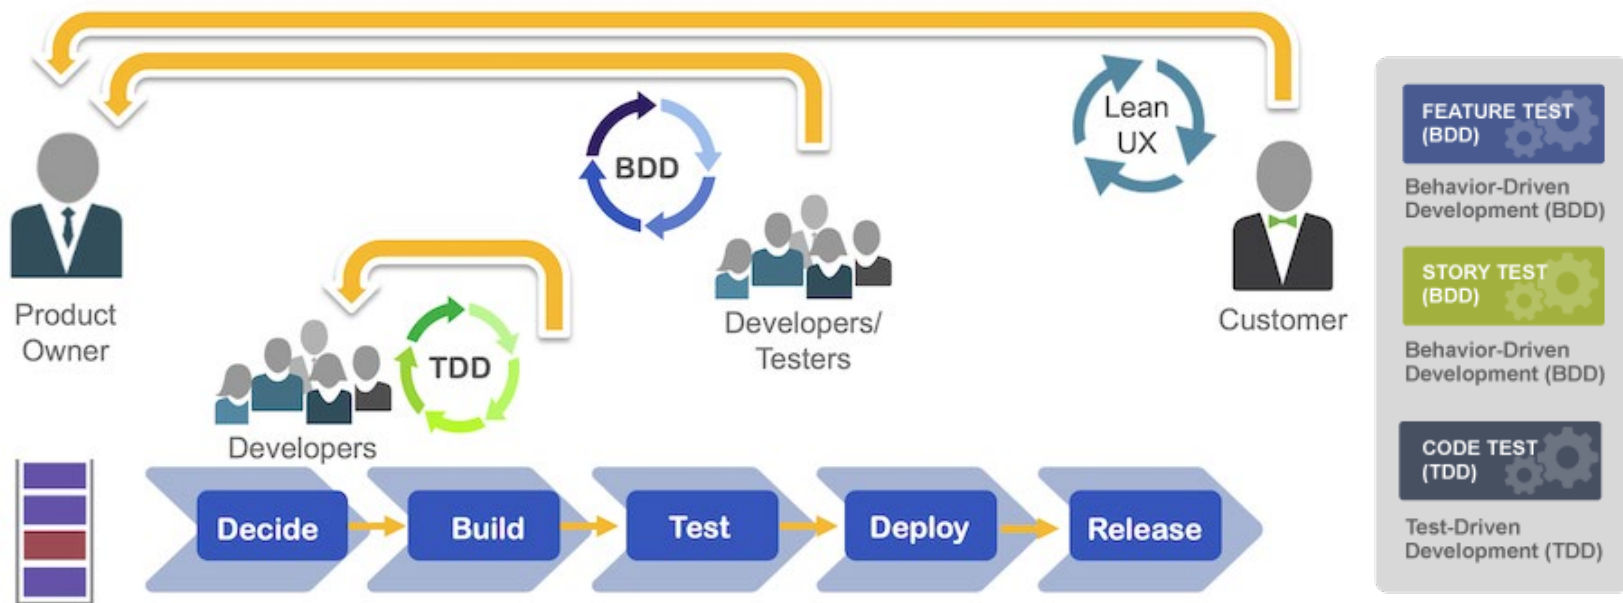 Lean
UX
BDD
TDD
Product
Owner
Developers
Developers/
Testers
Customer
Decide
Build
Test
Deploy
Release
FEATURE TEST
(BDD)
Behavior-Driven
Development (BDD)
STORY TEST
(BDD)
Behavior-Driven
Development (BDD)
CODE TEST
(TDD)
Test-Driven
Development (TDD)